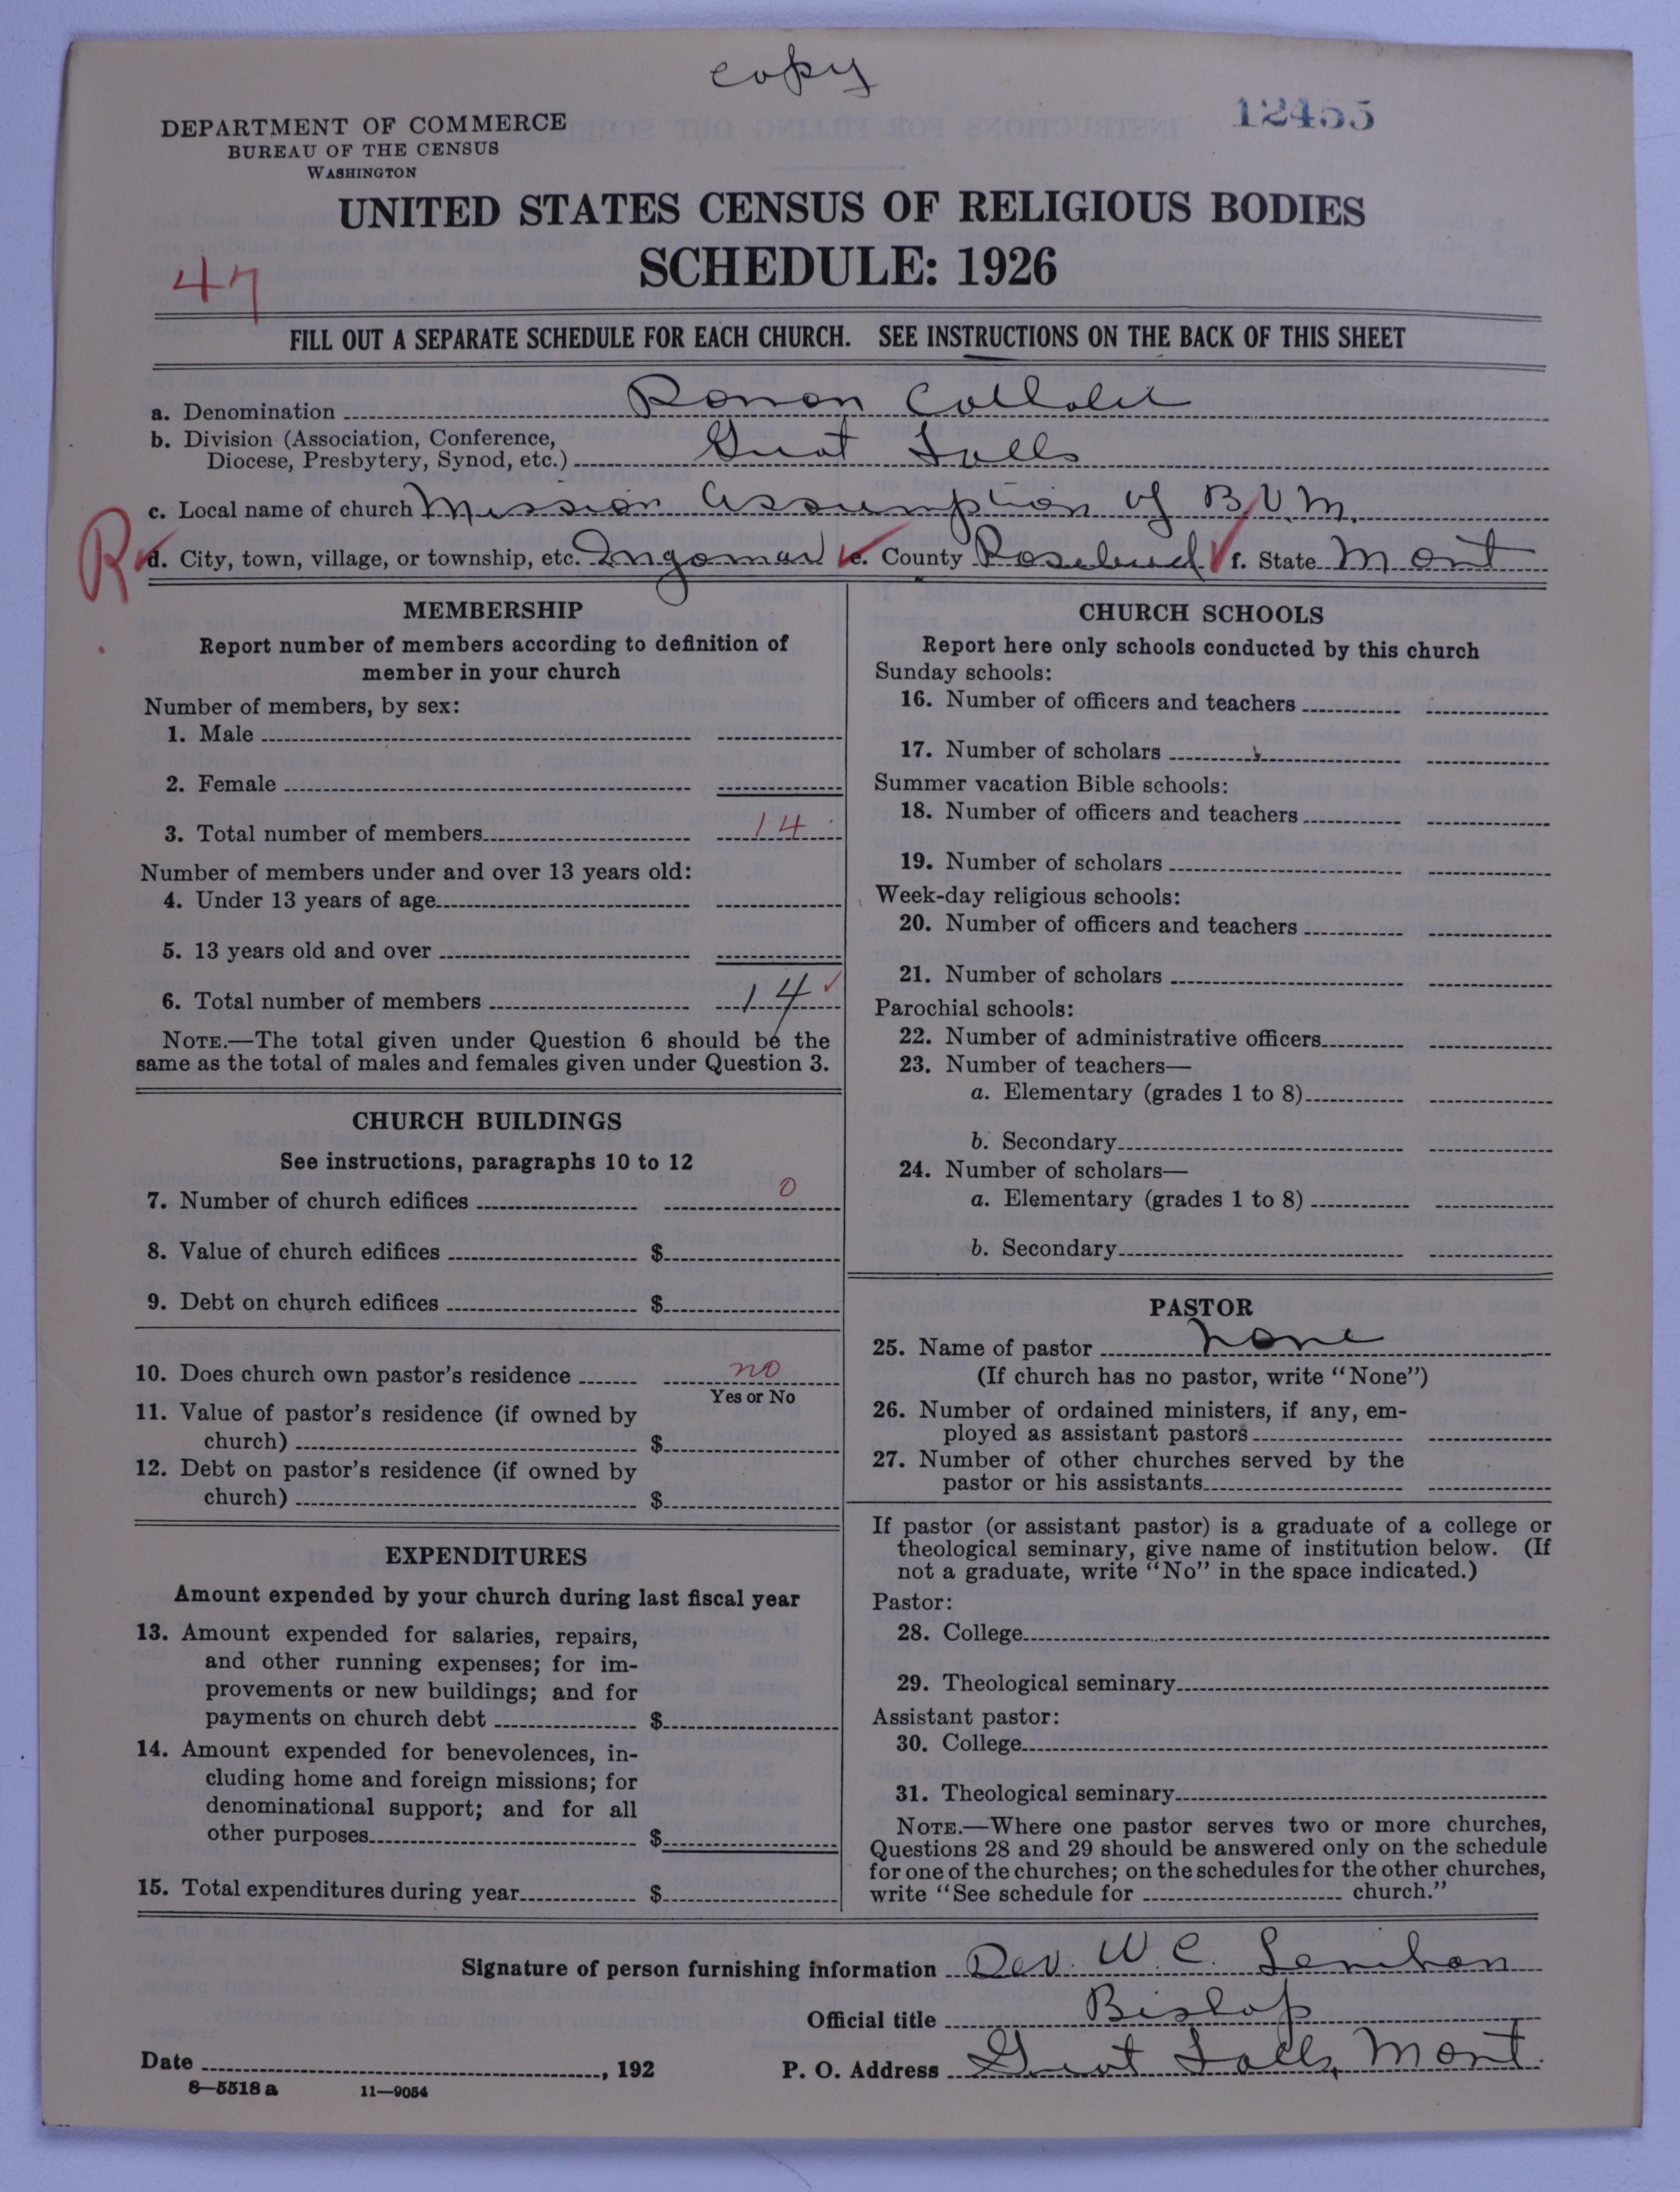 copy
12455
DEPARTMENT OF COMMERCE
BUREAU OF THE CENSUS
WASHINGTON
UNITED STATES CENSUS OF RELIGIOUS BODIES
SCHEDULE: 1926
47
FILL OUT A SEPARATE SCHEDULE FOR EACH CHURCH. SEE INSTRUCTIONS ON THE BACK OF THIS SHEET
a. Denomination Roman Catholic
b. Division (Association, Conference,
Diocese, Presbytery, Synod, etc.) Great Falls
c. Local name of church Mission Assumption of B.V.M.
R d. City, town, village, or township, etc. Ingomar e. County Rosebud f. State Mont
MEMBERSHIP
Report number of members according to definition of
member in your church
Number of members, by sex:
1. Male
2. Female
3. Total number of members 14
Number of members under and over 13 years old:
4. Under 13 years of age
5. 13 years old and over
6. Total number of members 14
NOTE.—The total given under Question 6 should be the
same as the total of males and females given under Question 3.
CHURCH BUILDINGS
See instructions, paragraphs 10 to 12
7. Number of church edifices 0
8. Value of church edifices $
9. Debt on church edifices $
10. Does church own pastor's residence no
Yes or No
11. Value of pastor's residence (if owned by
church) $
12. Debt on pastor's residence (if owned by
church) $
EXPENDITURES
Amount expended by your church during last fiscal year
13. Amount expended for salaries, repairs,
and other running expenses; for im-
provements or new buildings; and for
payments on church debt $
14. Amount expended for benevolences, in-
cluding home and foreign missions; for
denominational support; and for all
other purposes $
15. Total expenditures during year $
CHURCH SCHOOLS
Report here only schools conducted by this church
Sunday schools:
16. Number of officers and teachers
17. Number of scholars
Summer vacation Bible schools:
18. Number of officers and teachers
19. Number of scholars
Week-day religious schools:
20. Number of officers and teachers
21. Number of scholars
Parochial schools:
22. Number of administrative officers
23. Number of teachers—
a. Elementary (grades 1 to 8)
b. Secondary
24. Number of scholars—
a. Elementary (grades 1 to 8)
b. Secondary
PASTOR
25. Name of pastor none
(If church has no pastor, write "None")
26. Number of ordained ministers, if any, em-
ployed as assistant pastors
27. Number of other churches served by the
pastor or his assistants
If pastor (or assistant pastor) is a graduate of a college or
theological seminary, give name of institution below. (If
not a graduate, write "No" in the space indicated.)
Pastor:
28. College
29. Theological seminary
Assistant pastor:
30. College
31. Theological seminary
NOTE.—Where one pastor serves two or more churches,
Questions 28 and 29 should be answered only on the schedule
for one of the churches; on the schedules for the other churches,
write "See schedule for church."
Signature of person furnishing information Rev. W. C. Lenihan
Official title Bishop
Date , 192 P. O. Address Great Falls, Mont.
8—5518 a 11—9054